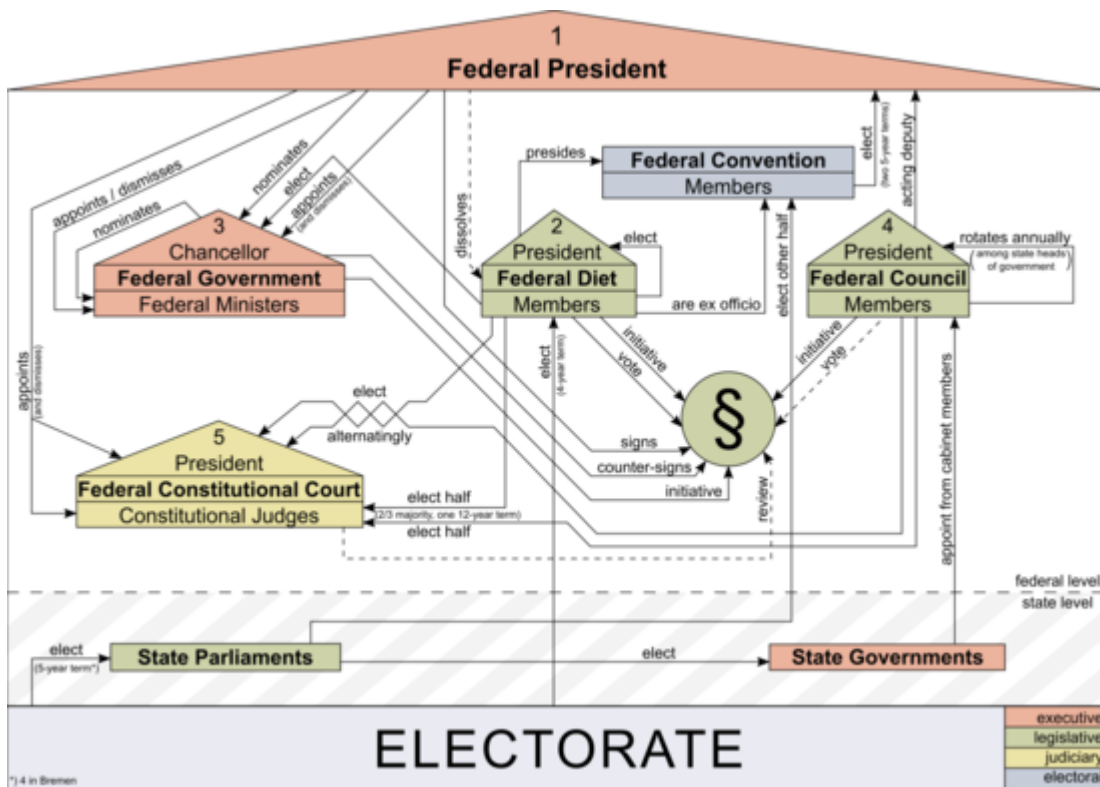 1
Federal President
appoints / dismisses
nominates
nominates
elect
appoints
(and dismisses)
dissolves
presides
Federal Convention
Members
elect
(two 5-year terms)
acting deputy
3
Chancellor
Federal Government
Federal Ministers
2
President
Federal Diet
Members
elect
are ex officio
elect other half
4
President
Federal Council
Members
rotates annually
(among state heads
of government)
appoints
(and dismisses)
elect
(4-year term)
initiative
vote
initiative
vote
§
elect
alternatingly
5
President
Federal Constitutional Court
Constitutional Judges
signs
counter-signs
initiative
review
elect half
(2/3 majority, one 12-year term)
elect half
appoint from cabinet members
federal level
state level
elect
(5-year term*)
State Parliaments
elect
State Governments
ELECTORATE
*) 4 in Bremen
executive
legislative
judiciary
electora